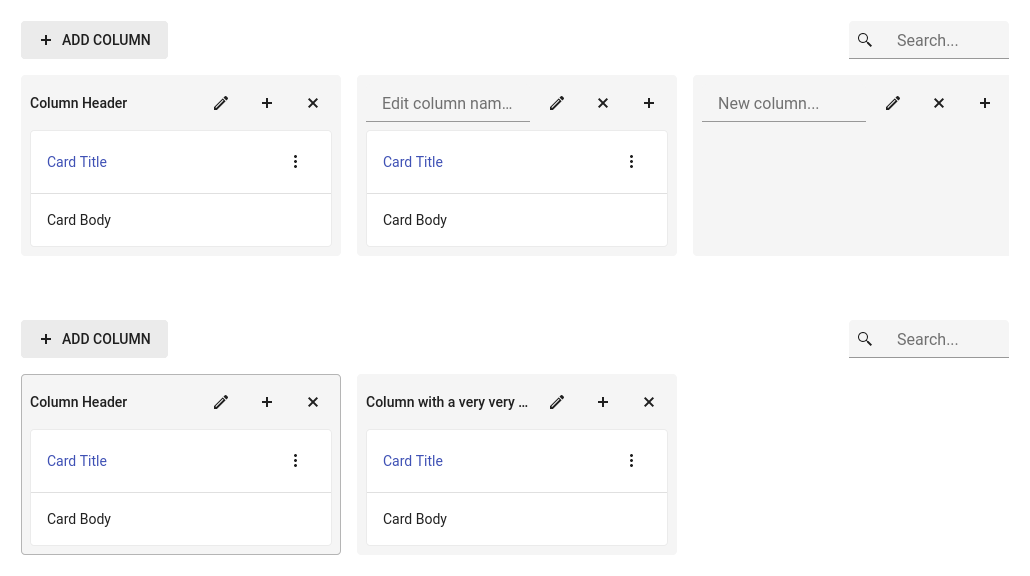 ADD COLUMN
Search...
Column Header
Edit column nam...
New column...
Card Title
Card Title
Card Body
Card Body
ADD COLUMN
Search...
Column Header
Column with a very very ...
Card Title
Card Title
Card Body
Card Body